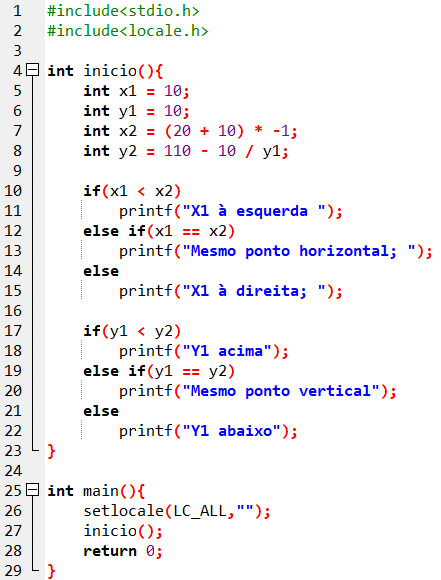 1 #include<stdio.h>
2 #include<locale.h>
3
4 int inicio(){
5 int x1 = 10;
6 int y1 = 10;
7 int x2 = (20 + 10) * -1;
8 int y2 = 110 - 10 / y1;
9
10 if(x1 < x2)
11 printf("X1 à esquerda ");
12 else if(x1 == x2)
13 printf("Mesmo ponto horizontal; ");
14 else
15 printf("X1 à direita; ");
16
17 if(y1 < y2)
18 printf("Y1 acima");
19 else if(y1 == y2)
20 printf("Mesmo ponto vertical");
21 else
22 printf("Y1 abaixo");
23 }
24
25 int main(){
26 setlocale(LC_ALL,"");
27 inicio();
28 return 0;
29 }